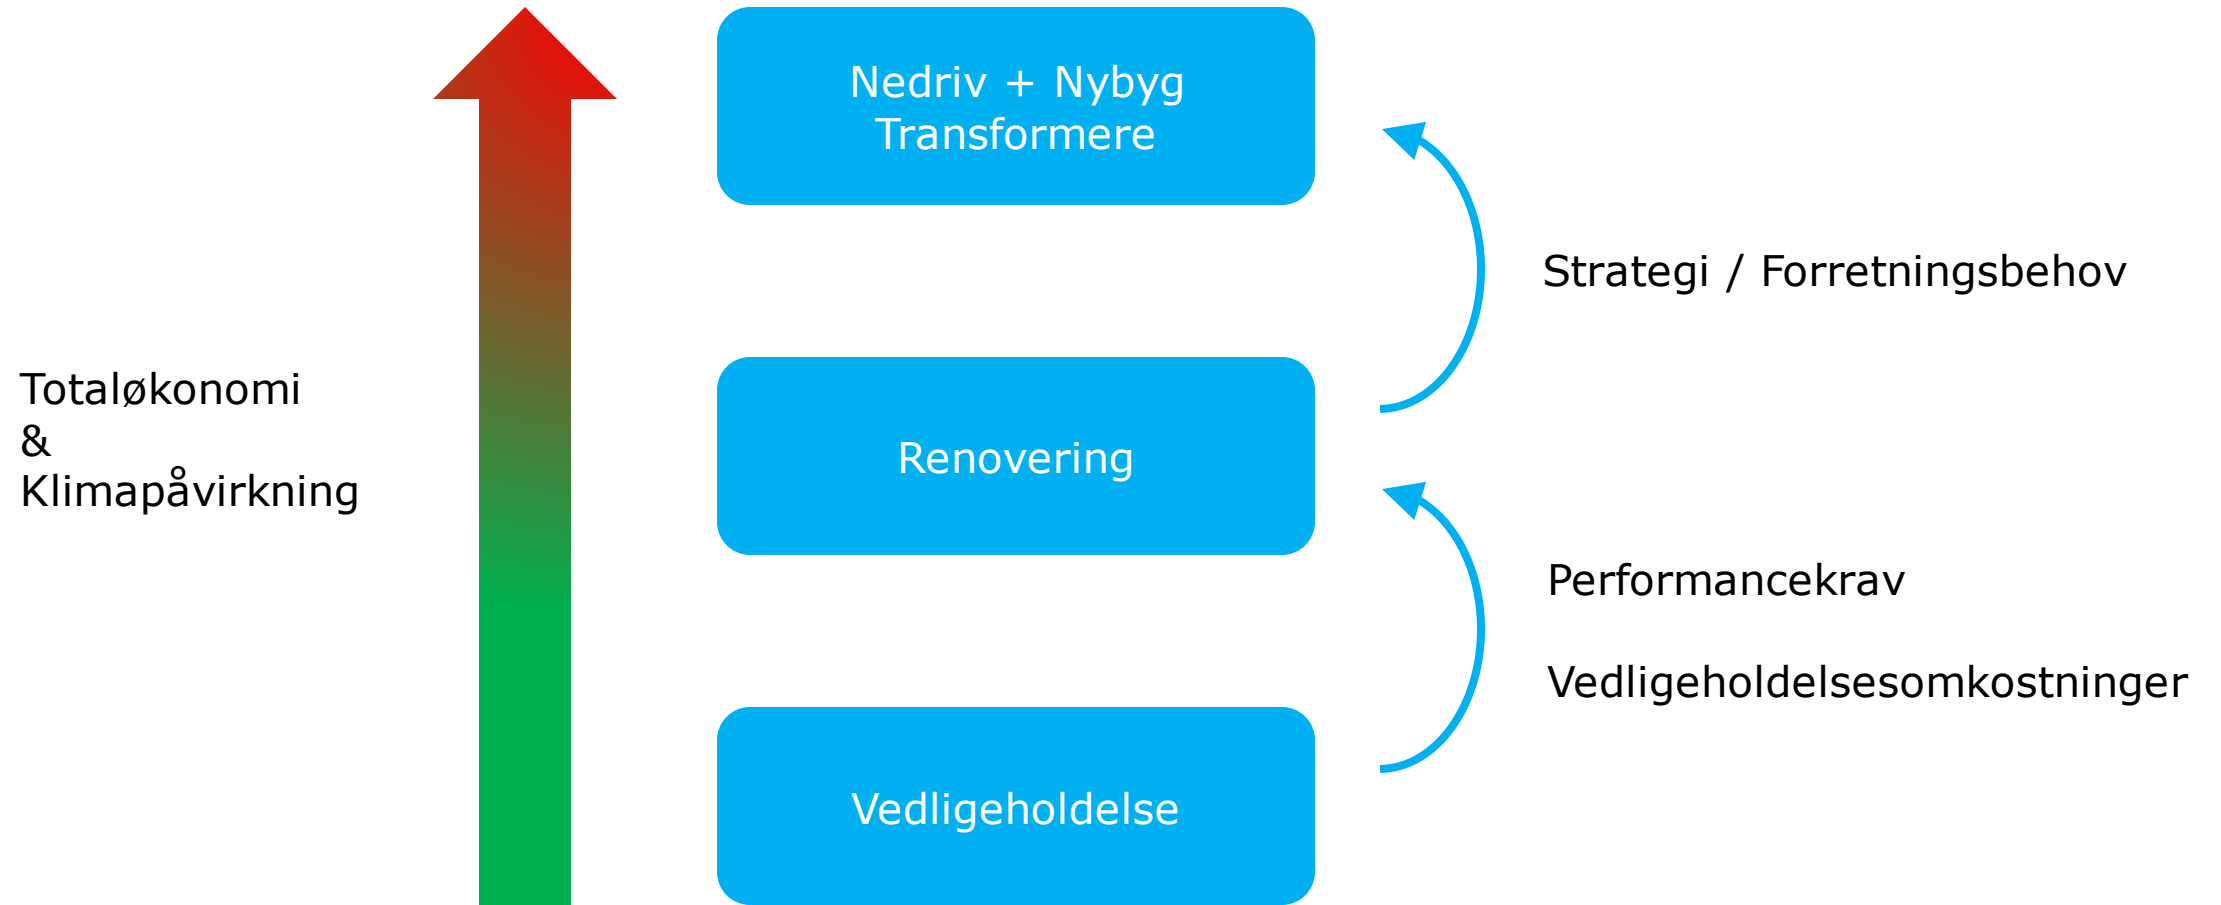 Nedriv + Nybyg
Transformere
Strategi / Forretningsbehov
Totaløkonomi
&
Klimapåvirkning
Renovering
Performancekrav
Vedligeholdelsesomkostninger
Vedligeholdelse